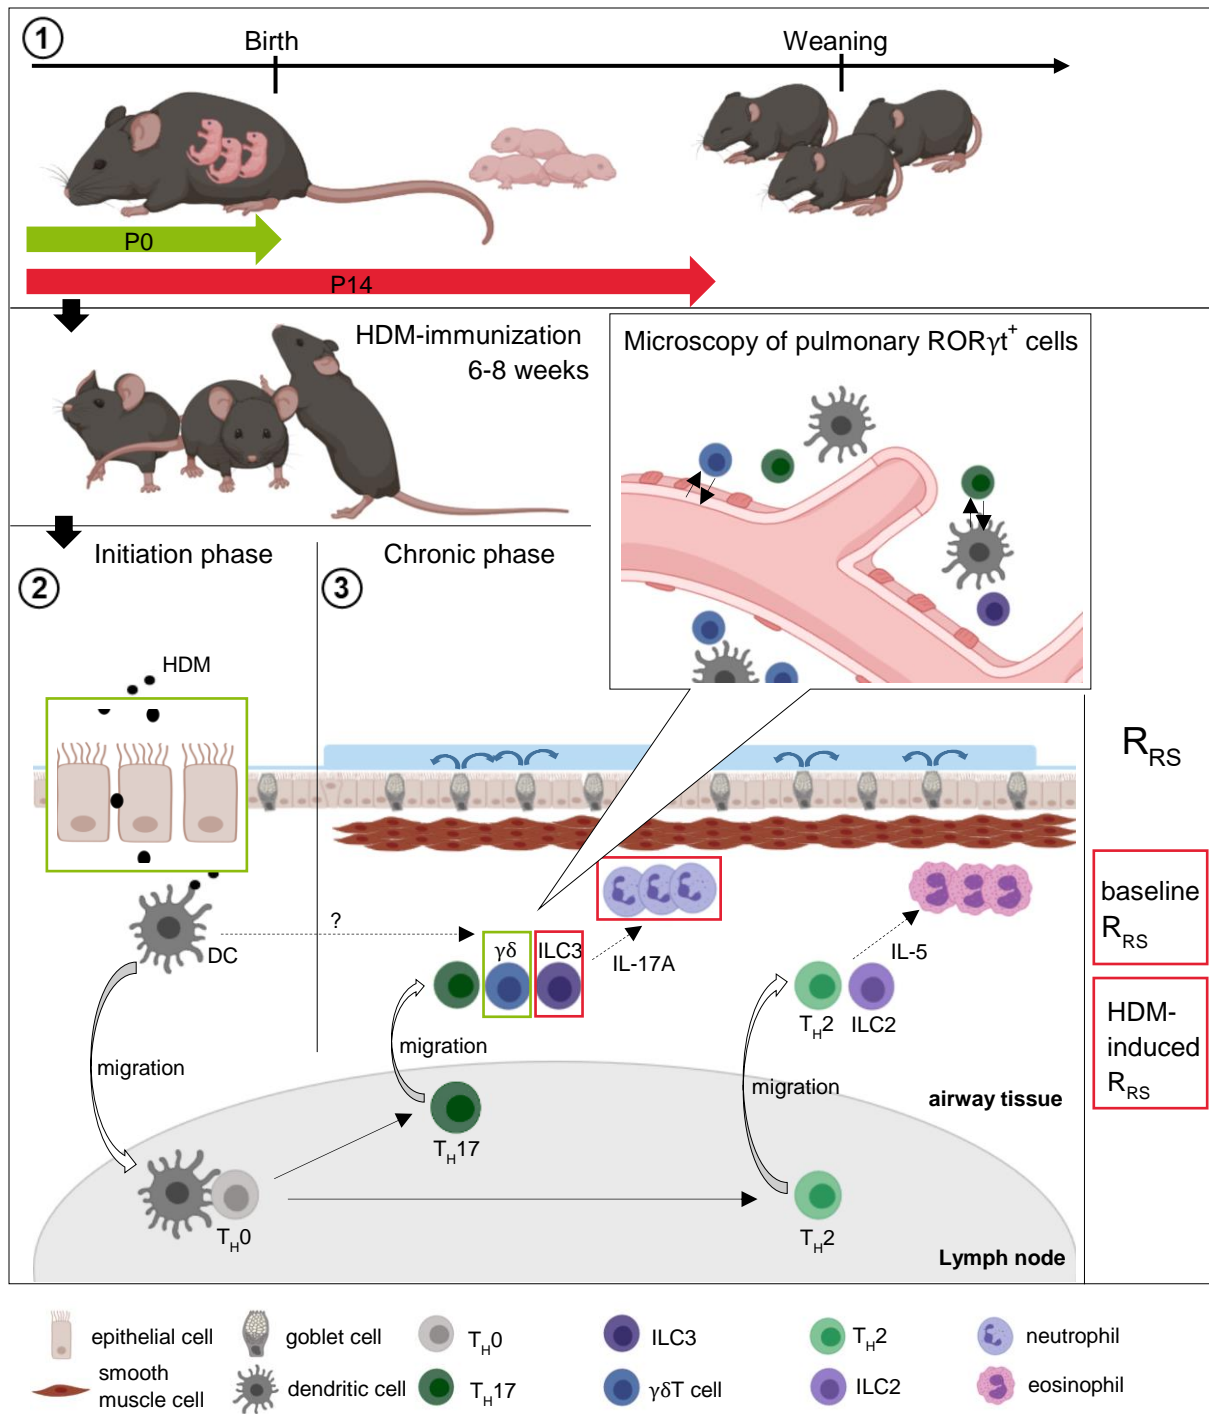 1
Birth
Weaning
P0
P14
HDM-immunization
6-8 weeks
Microscopy of pulmonary RORγt+ cells
Initiation phase
Chronic phase
2
3
HDM
RRS
?
DC
γδ
ILC3
IL-17A
IL-5
TH2
ILC2
baseline
RRS
HDM-
induced
RRS
migration
migration
migration
airway tissue
TH17
TH0
TH2
Lymph node
epithelial cell
goblet cell
TH0
ILC3
TH2
neutrophil
smooth
muscle cell
dendritic cell
TH17
γδT cell
ILC2
eosinophil